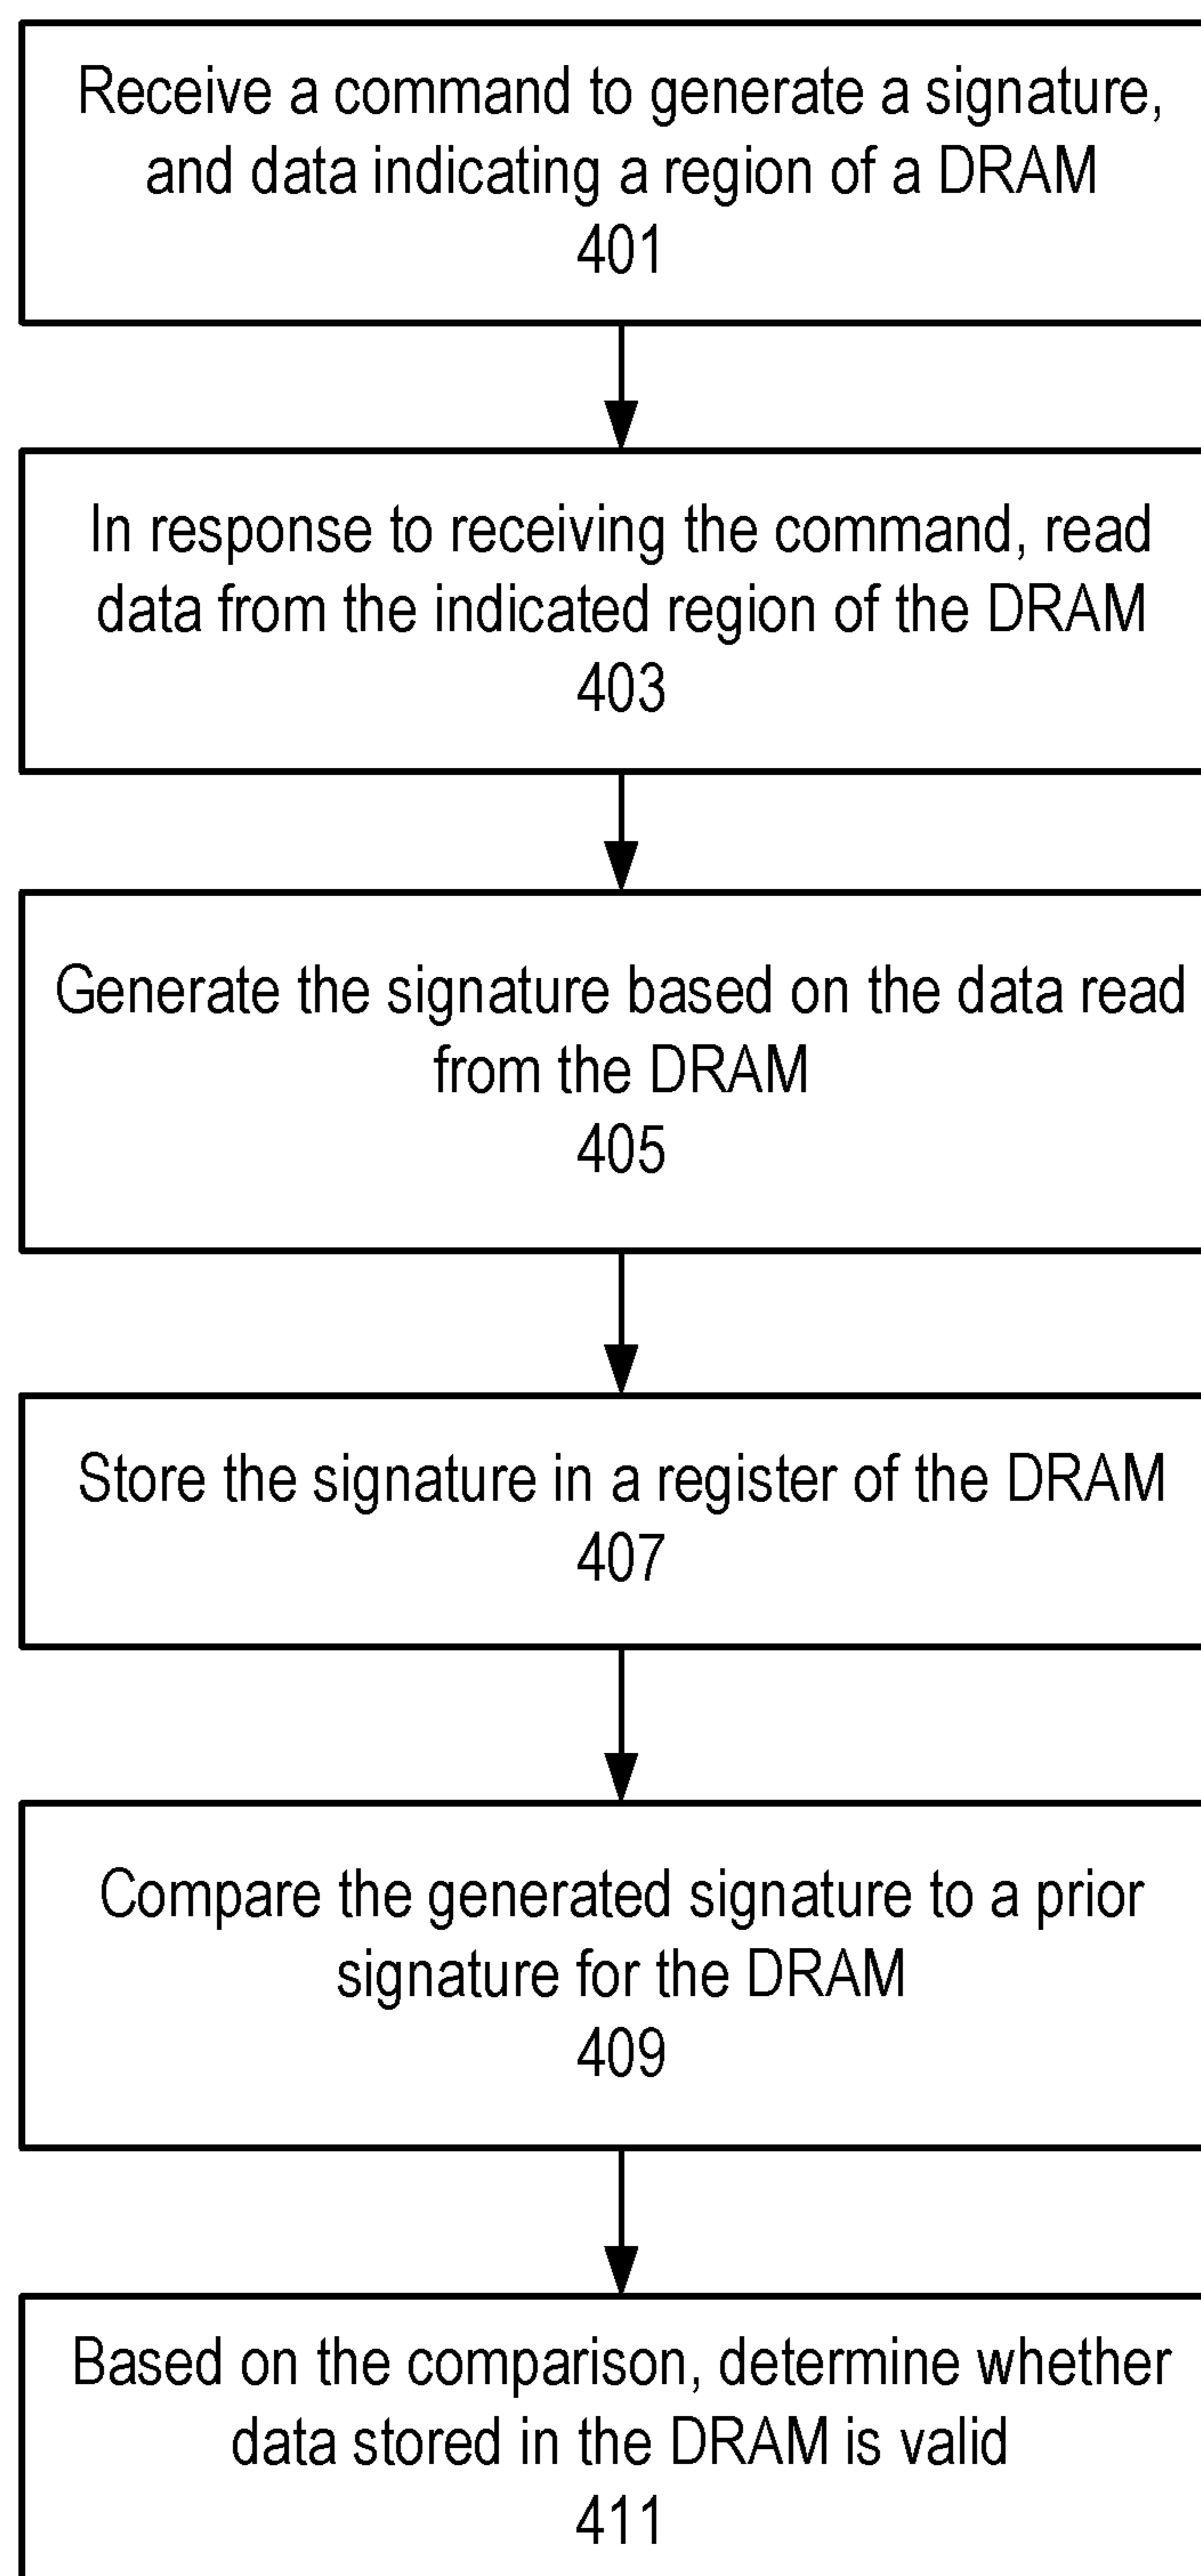 Receive a command to generate a signature,
and data indicating a region of a DRAM
401
In response to receiving the command, read
data from the indicated region of the DRAM
403
Generate the signature based on the data read
from the DRAM
405
Store the signature in a register of the DRAM
407
Compare the generated signature to a prior
signature for the DRAM
409
Based on the comparison, determine whether
data stored in the DRAM is valid
411